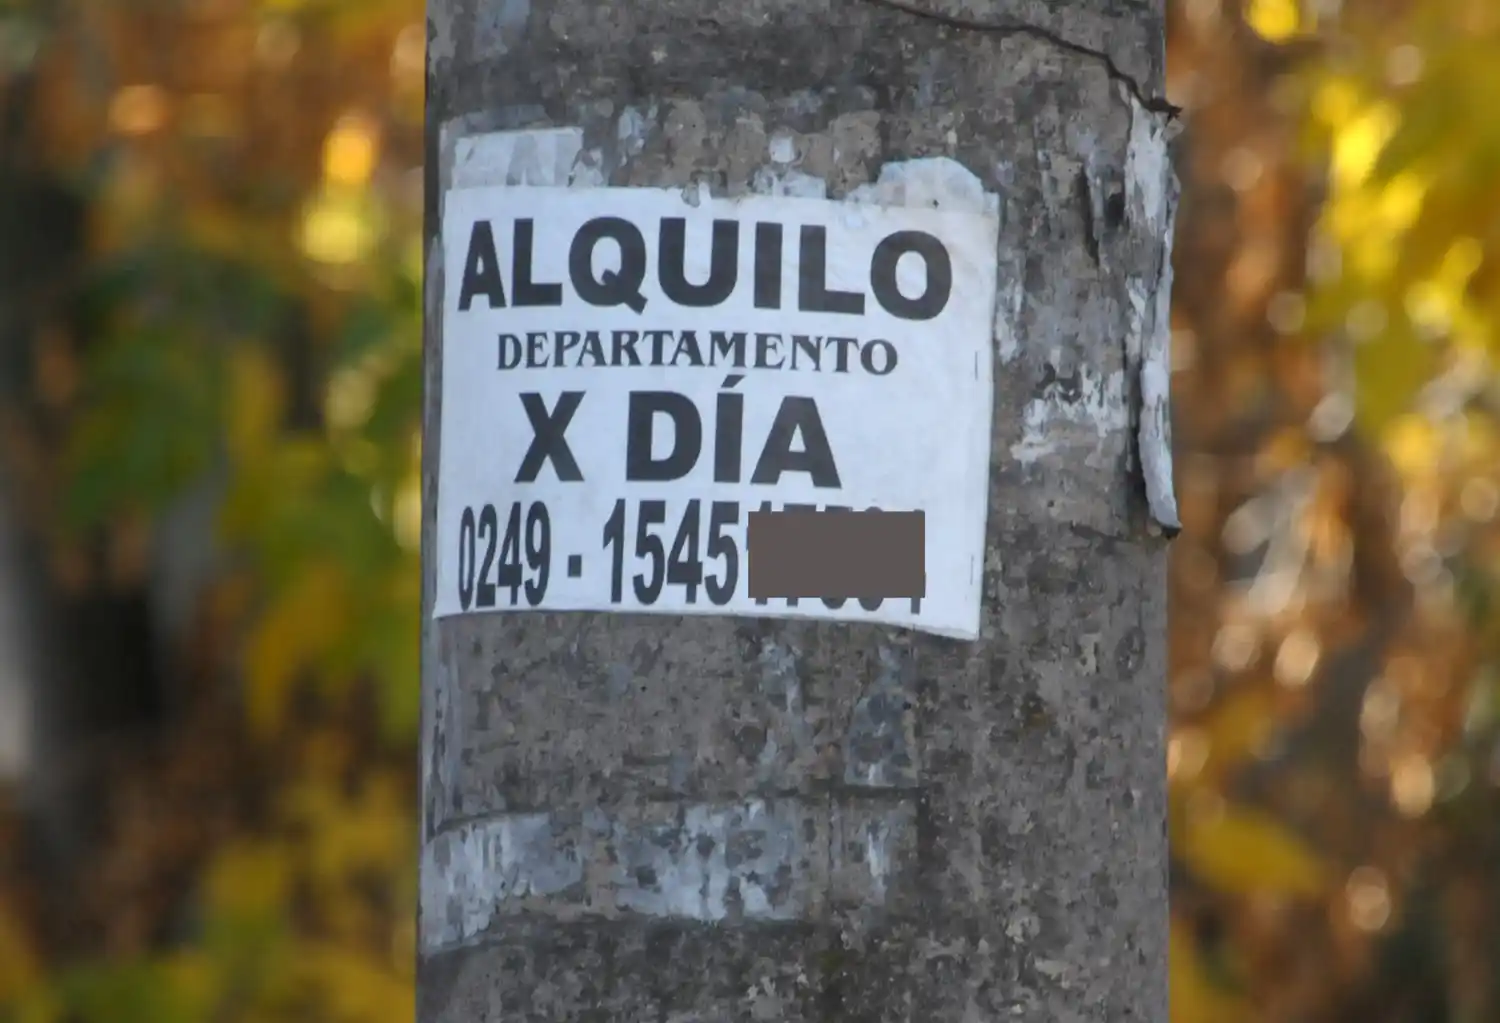 ALQUILO
DEPARTAMENTO
X DÍA
0249 - 1545